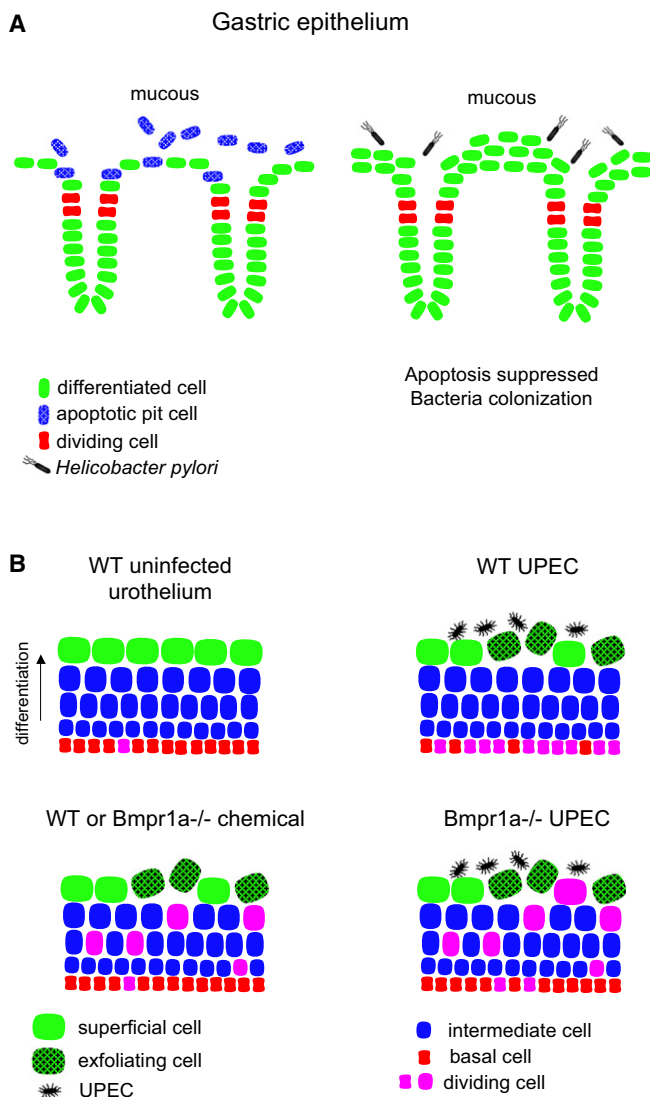 A
Gastric epithelium
mucous
mucous
differentiated cell
apoptotic pit cell
dividing cell
Helicobacter pylori
Apoptosis suppressed
Bacteria colonization
B
WT uninfected
urothelium
WT UPEC
differentiation
WT or Bmpr1a-/- chemical
Bmpr1a-/- UPEC
superficial cell
exfoliating cell
UPEC
intermediate cell
basal cell
dividing cell